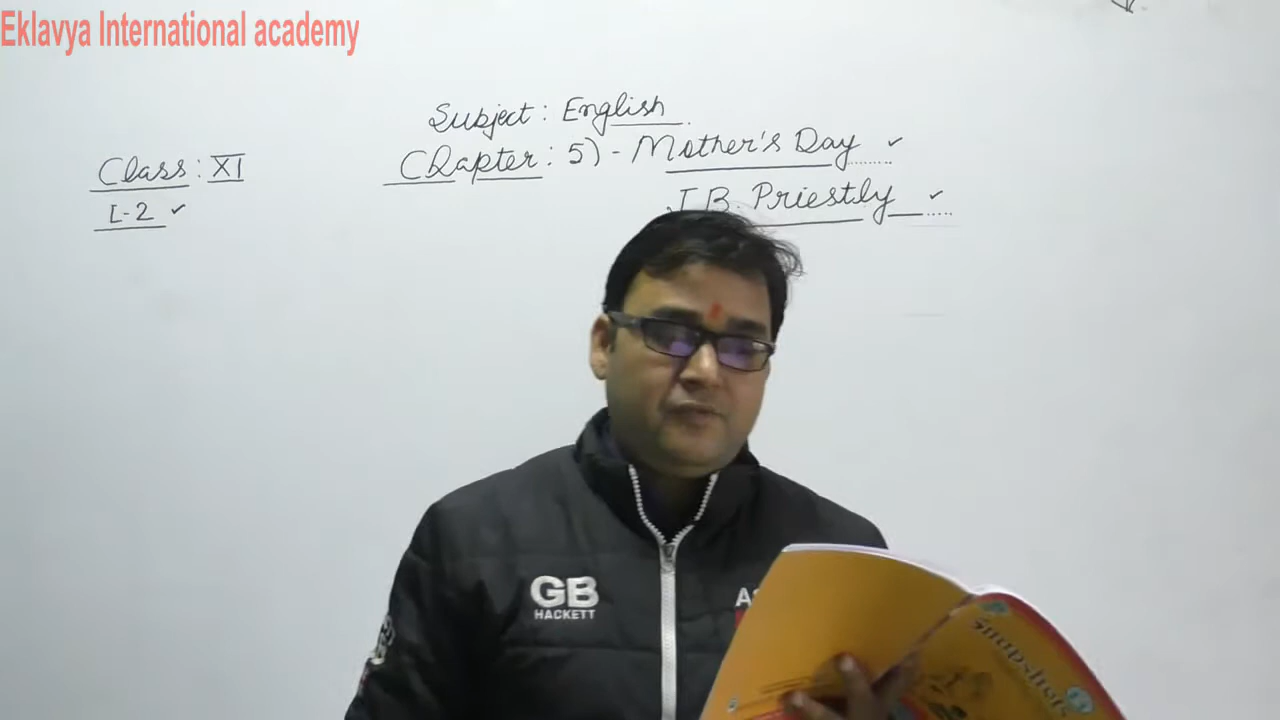 Eklavya International academy
Subject : English
Class : XI
Chapter : 5) - Mother's Day
L-2
J.B. Priestly
GB
HACKETT
Snapshots